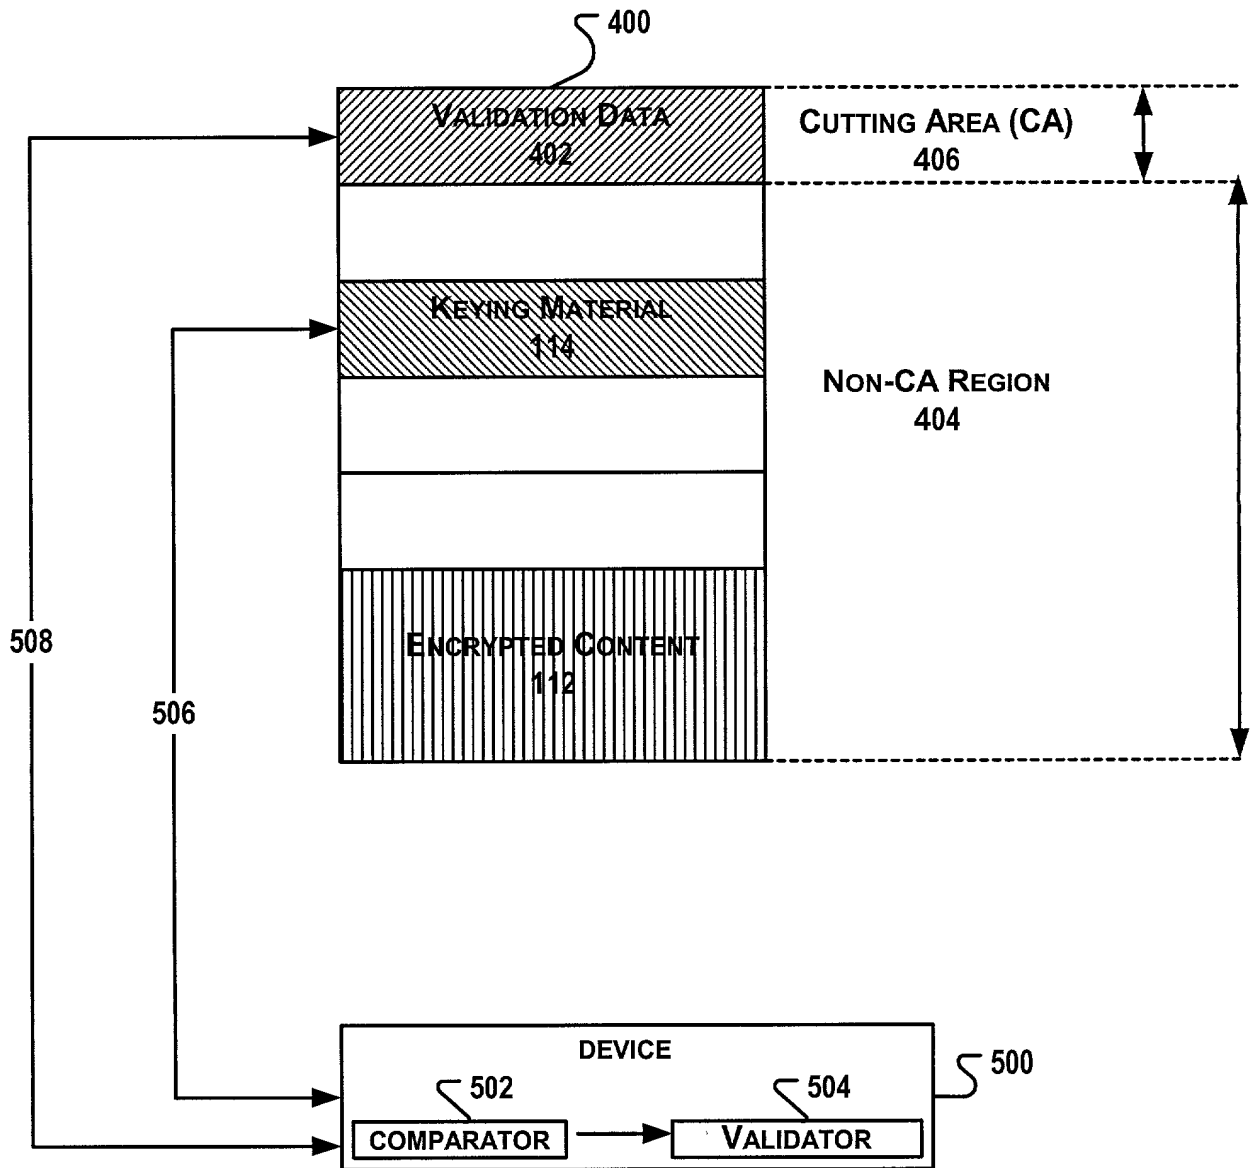 400
VALIDATION DATA
402
CUTTING AREA (CA)
406
KEYING MATERIAL
114
NON-CA REGION
404
ENCRYPTED CONTENT
112
508
506
DEVICE
500
502
504
COMPARATOR
VALIDATOR